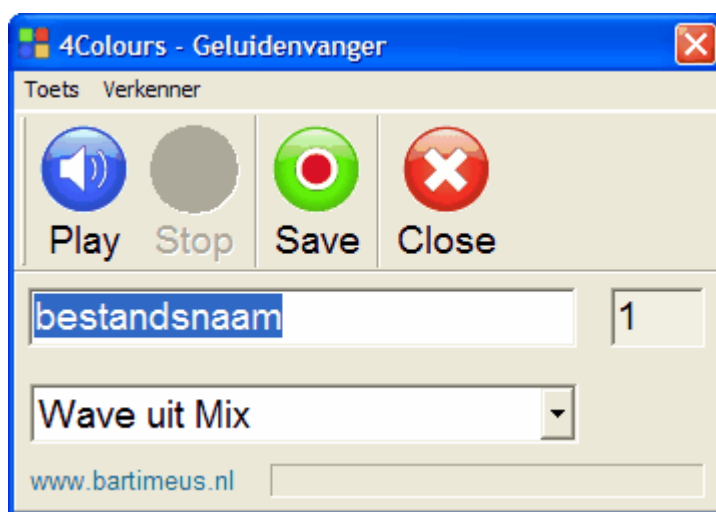 4Colours - Geluidenvanger
Toets Verkenner
Play Stop Save Close
bestandsnaam 1
Wave uit Mix
www.bartimeus.nl